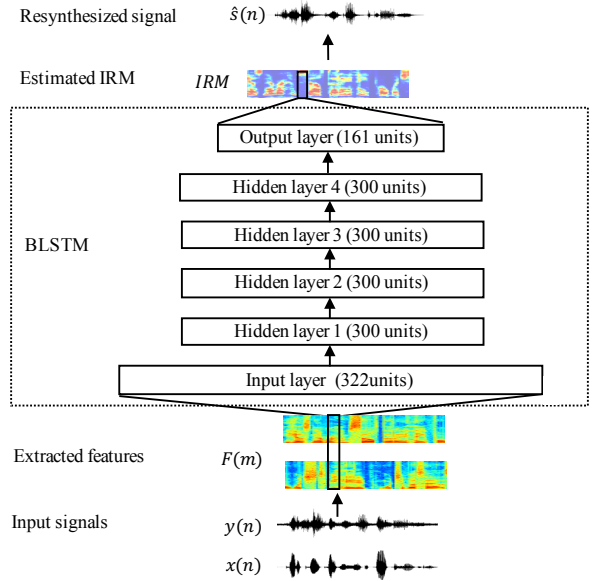 Resynthesized signal ŝ(n)
Estimated IRM IRM
Output layer (161 units)
Hidden layer 4 (300 units)
Hidden layer 3 (300 units)
BLSTM
Hidden layer 2 (300 units)
Hidden layer 1 (300 units)
Input layer (322units)
Extracted features F(m)
Input signals y(n)
x(n)